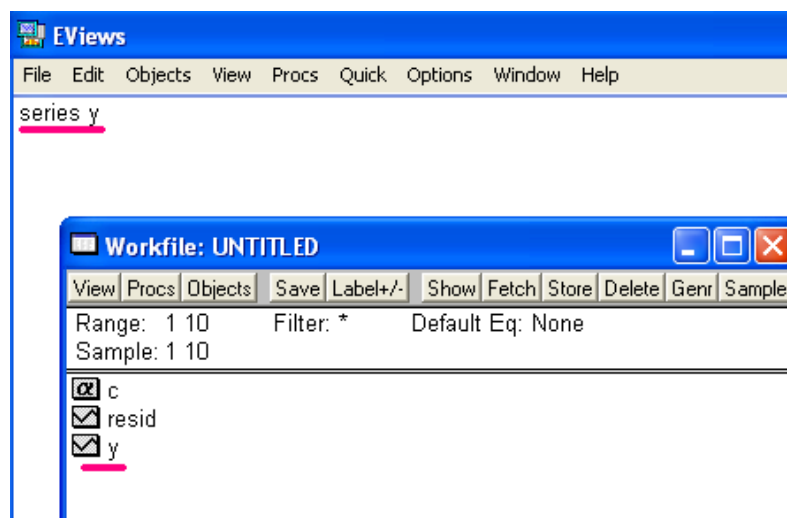 EViews
File Edit Objects View Procs Quick Options Window Help
series y
Workfile: UNTITLED
View Procs Objects Save Label+/- Show Fetch Store Delete Genr Sample
Range: 1 10 Filter: * Default Eq: None
Sample: 1 10
α c
resid
y